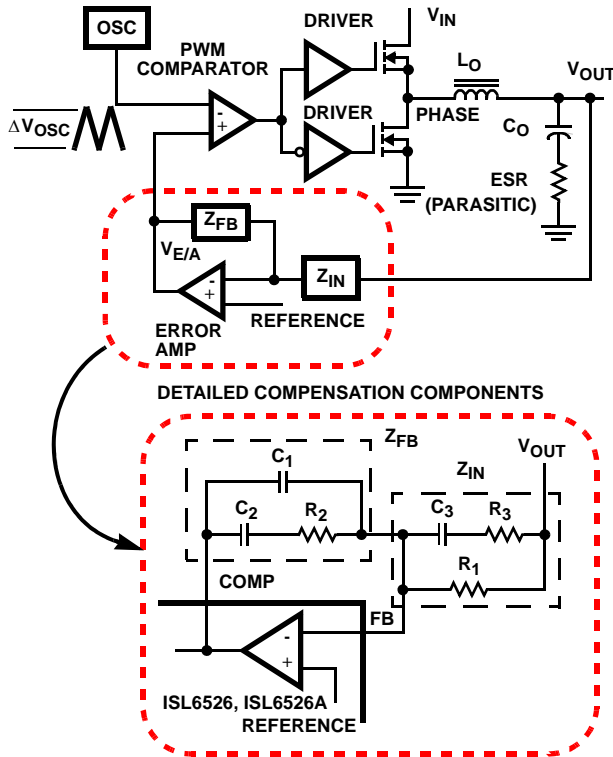 OSC
PWM
COMPARATOR
DRIVER
VIN
LO
VOUT
ΔVOSC
-
+
DRIVER
PHASE
CO
ESR
(PARASITIC)
ZFB
VE/A
-
+
ZIN
REFERENCE
ERROR
AMP
DETAILED COMPENSATION COMPONENTS
ZFB
VOUT
C1
ZIN
C2
R2
C3
R3
R1
COMP
FB
-
+
ISL6526, ISL6526A
REFERENCE